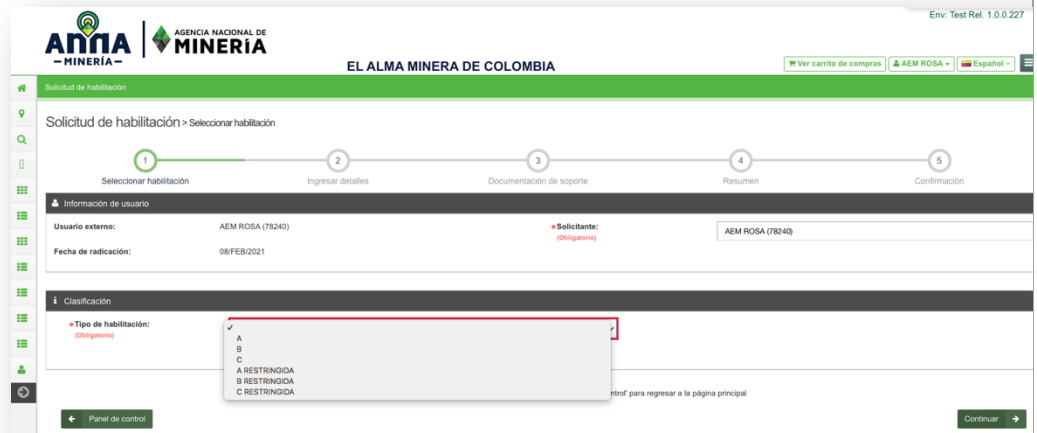 Env: Test Rel. 1.0.0.227
ANNA
– MINERÍA –
AGENCIA NACIONAL DE
MINERÍA
EL ALMA MINERA DE COLOMBIA
Ver carrito de compras
AEM ROSA
Español
Solicitud de habilitación
Solicitud de habilitación > Seleccionar habilitación
1 2 3 4 5
Seleccionar habilitación Ingresar detalles Documentación de soporte Resumen Confirmación
Información de usuario
Usuario externo: AEM ROSA (78240) *Solicitante: AEM ROSA (78240)
(Obligatorio)
Fecha de radicación: 08/FEB/2021
Clasificación
*Tipo de habilitación:
(Obligatorio)
A
B
C
A RESTRINGIDA
B RESTRINGIDA
C RESTRINGIDA
ntrol' para regresar a la página principal
Panel de control Continuar